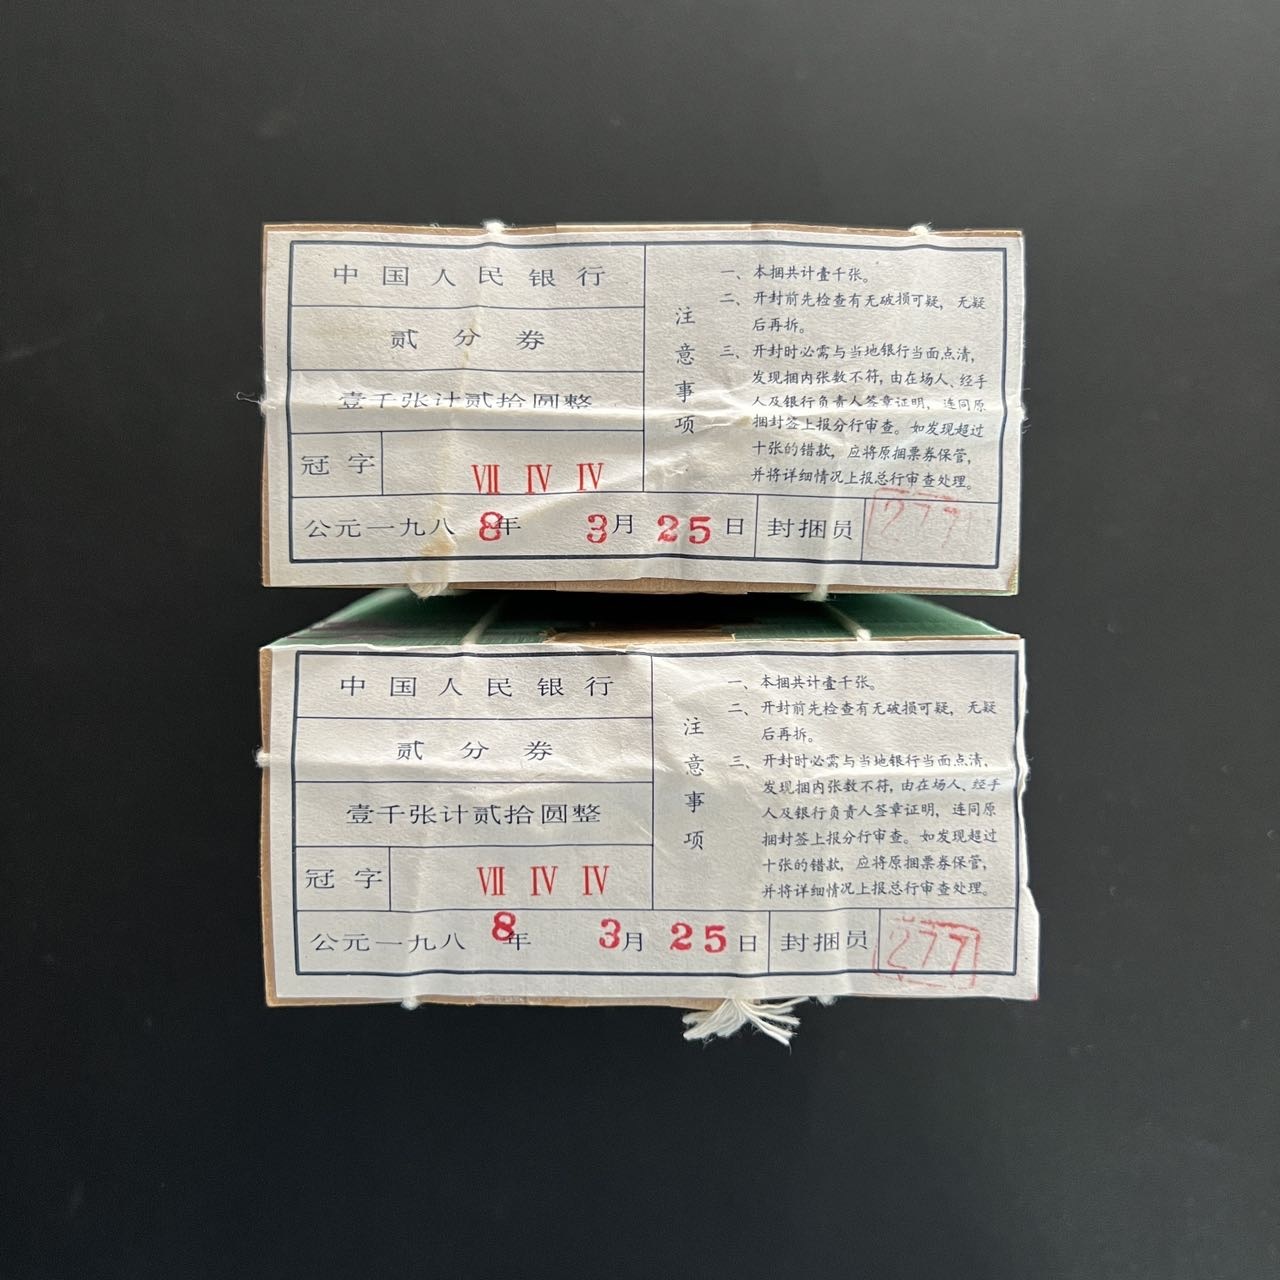 中国人民银行
贰分券
壹千张计贰拾圆整
冠字 Ⅶ Ⅳ Ⅳ
公元一九八8年 3月25日 封捆员 277
注意事项
一、本捆共计壹千张。
二、开封前先检查有无破损可疑，无疑
后再拆。
三、开封时必需与当地银行当面点清，
发现捆内张数不符，由在场人、经手
人及银行负责人签章证明，连同原
捆封签上报分行审查。如发现超过
十张的错款，应将原捆票券保管，
并将详细情况上报总行审查处理。
中国人民银行
贰分券
壹千张计贰拾圆整
冠字 Ⅶ Ⅳ Ⅳ
公元一九八8年 3月25日 封捆员 277
注意事项
一、本捆共计壹千张。
二、开封前先检查有无破损可疑，无疑
后再拆。
三、开封时必需与当地银行当面点清，
发现捆内张数不符，由在场人、经手
人及银行负责人签章证明，连同原
捆封签上报分行审查。如发现超过
十张的错款，应将原捆票券保管，
并将详细情况上报总行审查处理。